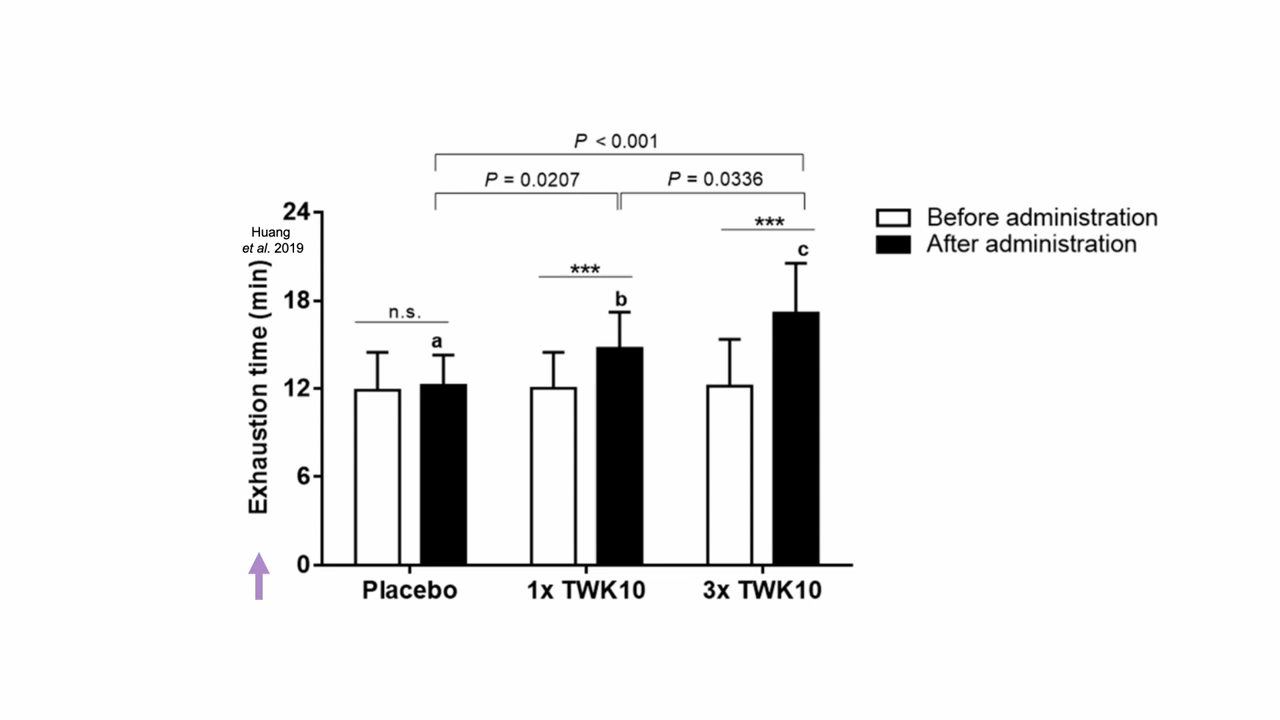 P < 0.001
P = 0.0207
P = 0.0336
24
Huang
et al. 2019
***
Before administration
After administration
c
***
18
b
n.s.
a
Exhaustion time (min)
12
6
0
Placebo
1x TWK10
3x TWK10